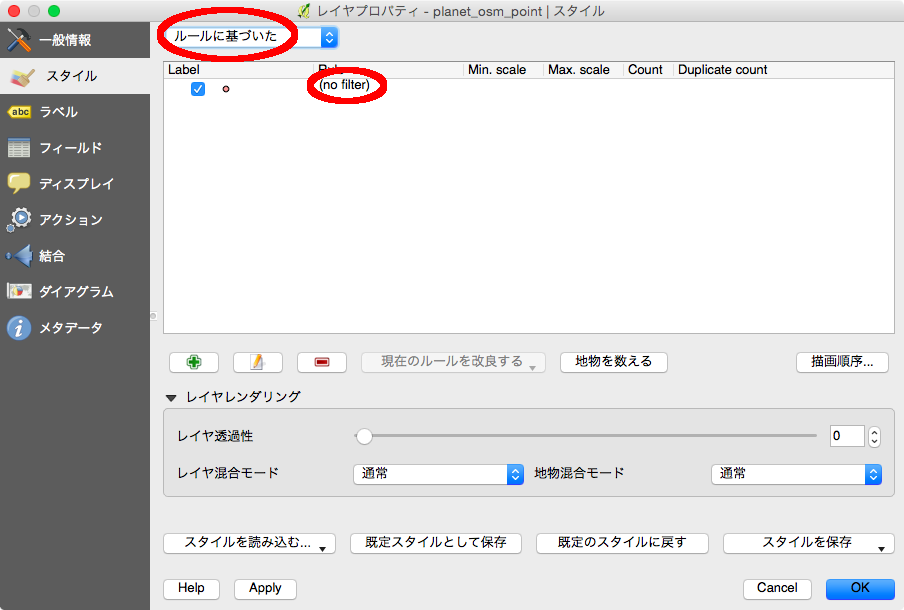 レイヤプロパティ - planet_osm_point | スタイル
一般情報
スタイル
abc ラベル
フィールド
ディスプレイ
アクション
結合
ダイアグラム
i メタデータ
ルールに基づいた
Label Min. scale Max. scale Count Duplicate count
(no filter)
現在のルールを改良する 地物を数える 描画順序...
レイヤレンダリング
レイヤ透過性 0
レイヤ混合モード 通常 地物混合モード 通常
スタイルを読み込む... 既定スタイルとして保存 既定のスタイルに戻す スタイルを保存
Help Apply Cancel OK